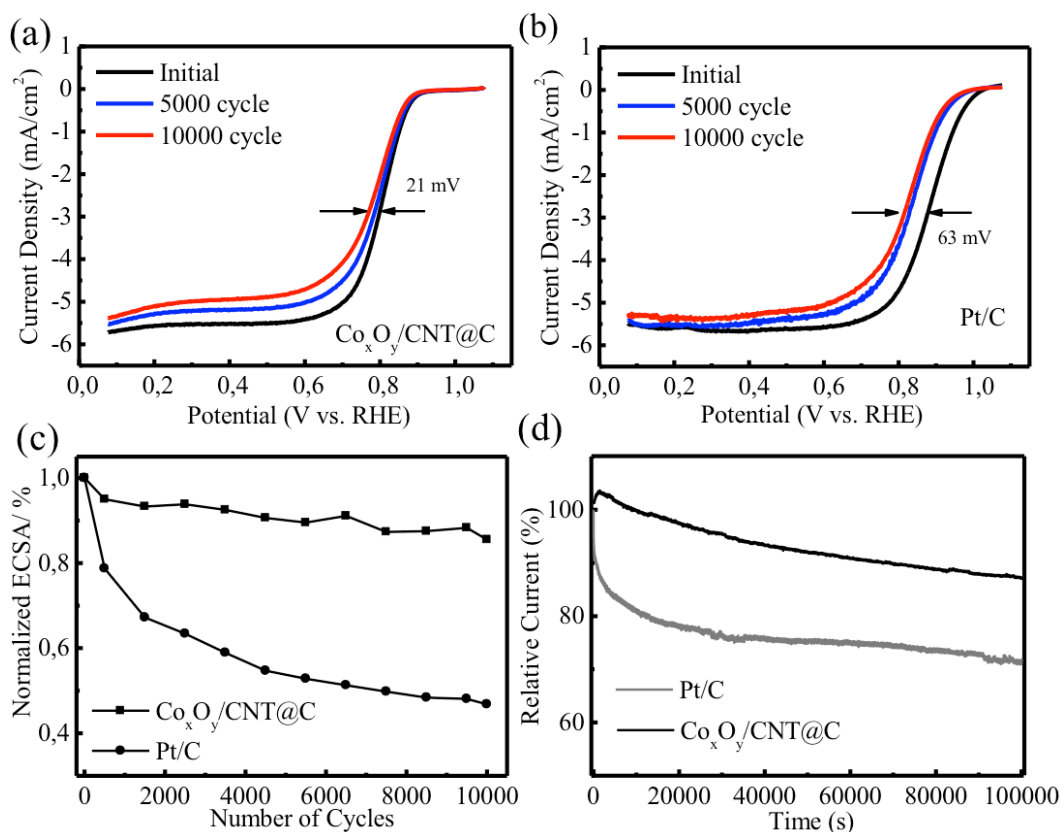 (a)
1
0
-1
-2
-3
-4
-5
-6
Current Density (mA/cm²)
Initial
5000 cycle
10000 cycle
21 mV
CoₓOᵧ/CNT@C
0,0 0,2 0,4 0,6 0,8 1,0
Potential (V vs. RHE)
(b)
1
0
-1
-2
-3
-4
-5
-6
Current Density (mA/cm²)
Initial
5000 cycle
10000 cycle
63 mV
Pt/C
0,0 0,2 0,4 0,6 0,8 1,0
Potential (V vs. RHE)
(c)
1,0
0,8
0,6
0,4
Normalized ECSA/ %
CoₓOᵧ/CNT@C
Pt/C
0 2000 4000 6000 8000 10000
Number of Cycles
(d)
100
80
60
Relative Current (%)
Pt/C
CoₓOᵧ/CNT@C
0 20000 40000 60000 80000 100000
Time (s)